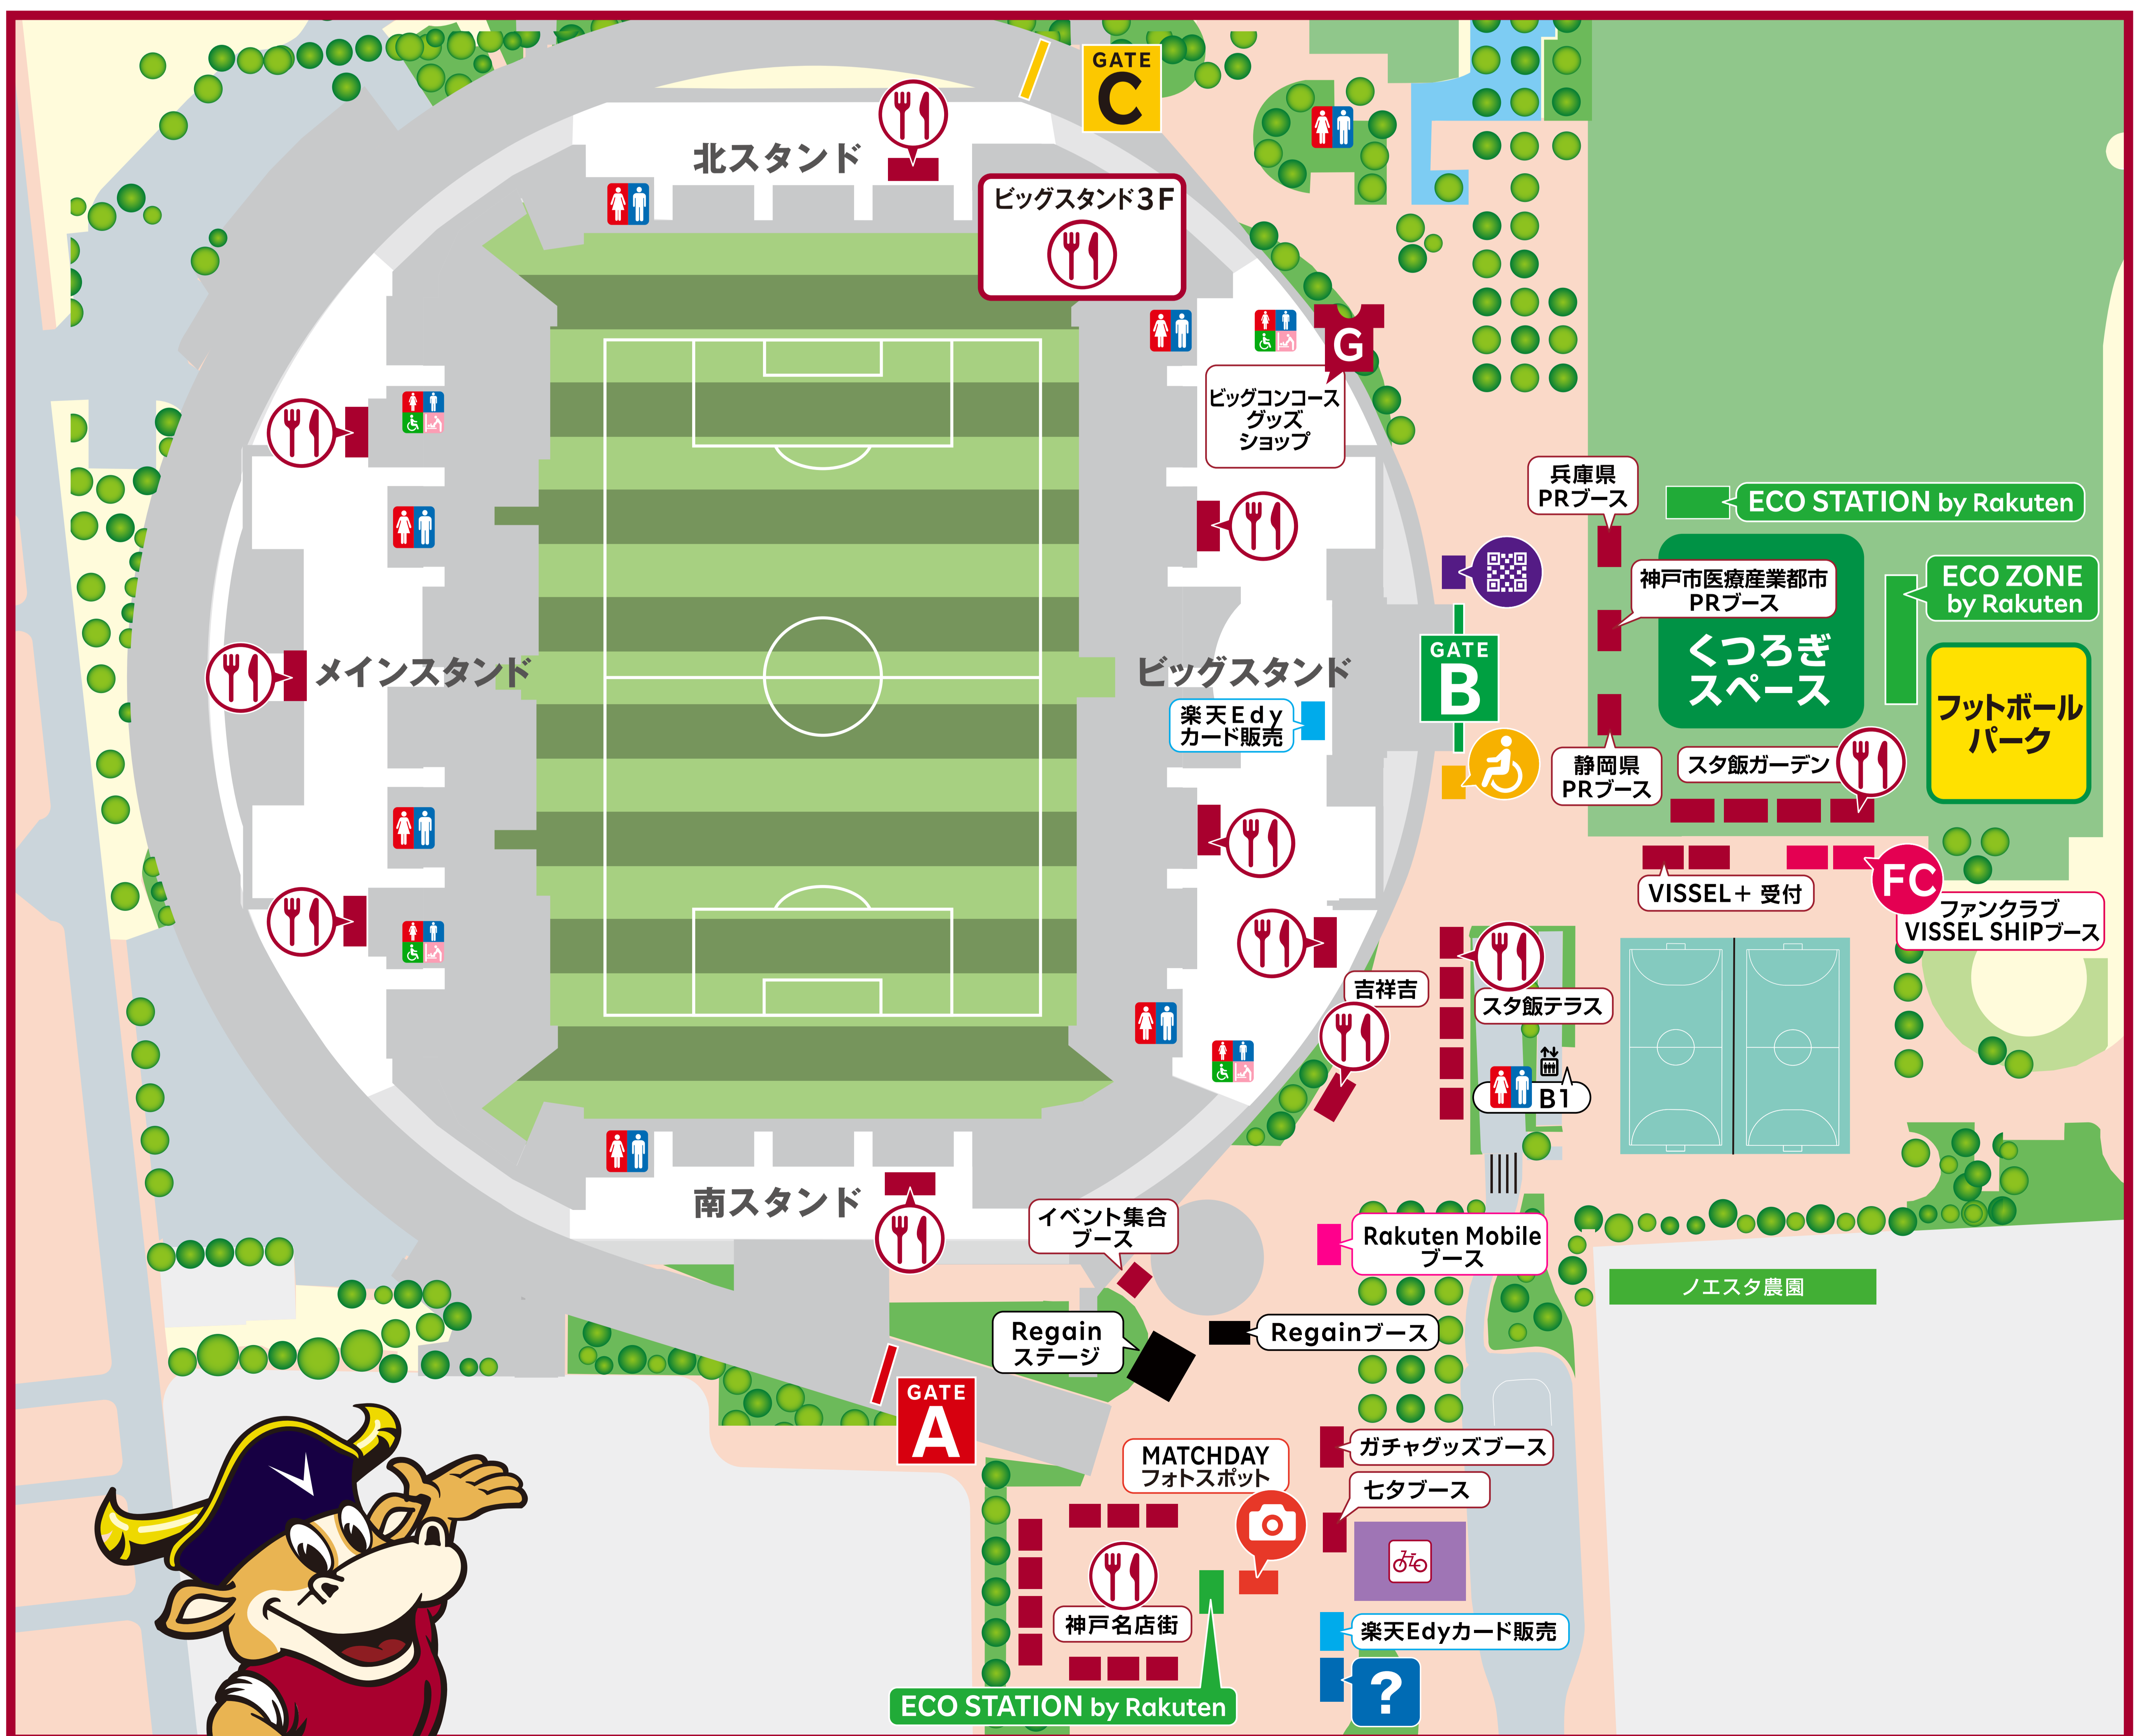 GATE
C
北スタンド
ビッグスタンド3F
G
ビッグコンコース
グッズ
ショップ
兵庫県
PRブース
ECO STATION by Rakuten
神戸市医療産業都市
PRブース
ECO ZONE
by Rakuten
くつろぎ
スペース
メインスタンド
ビッグスタンド
GATE
B
楽天Edy
カード販売
フットボール
パーク
静岡県
PRブース
スタ飯ガーデン
VISSEL+ 受付
FC
ファンクラブ
VISSEL SHIPブース
吉祥吉
スタ飯テラス
B1
南スタンド
イベント集合
ブース
Rakuten Mobile
ブース
ノエスタ農園
Regain
ステージ
Regainブース
GATE
A
MATCHDAY
フォトスポット
ガチャグッズブース
七夕ブース
神戸名店街
楽天Edyカード販売
ECO STATION by Rakuten
?